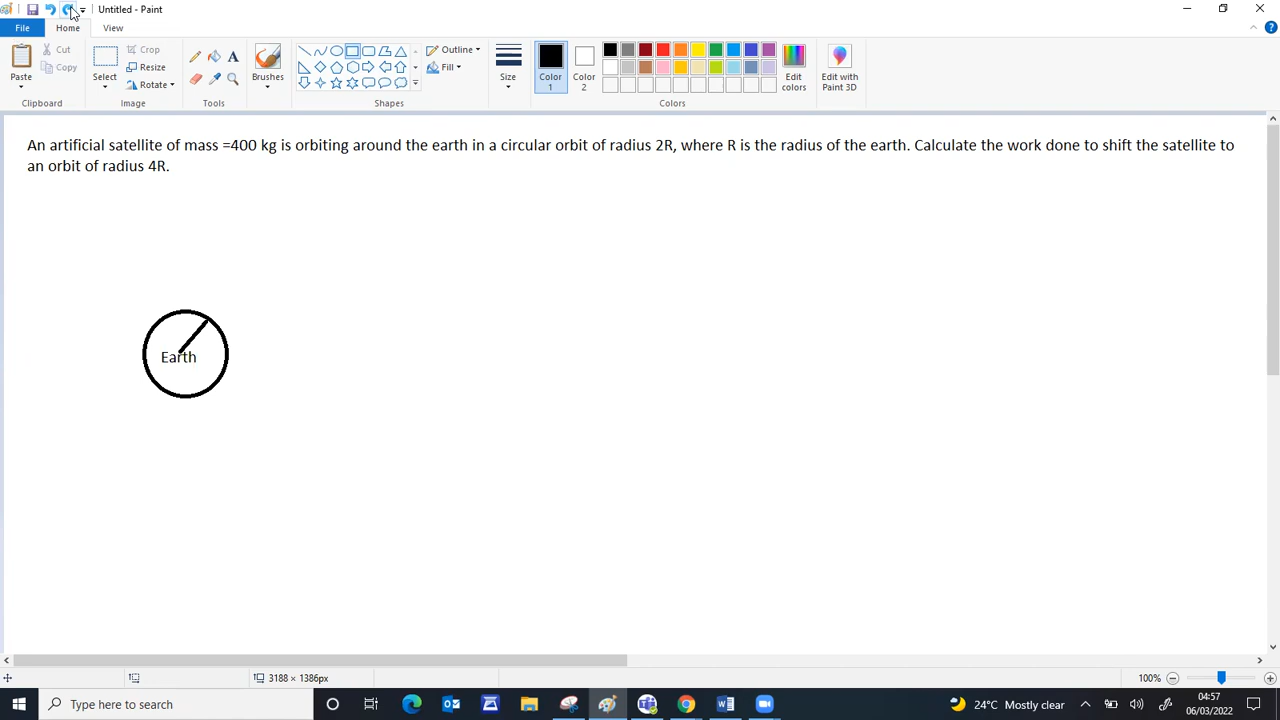 Untitled - Paint
File Home View
Cut
Copy
Paste
Clipboard
Crop
Resize
Rotate
Select
Image
A
Tools
Brushes
Outline
Fill
Shapes
Size
Color 1
Color 2
Edit colors
Colors
Edit with Paint 3D
An artificial satellite of mass =400 kg is orbiting around the earth in a circular orbit of radius 2R, where R is the radius of the earth. Calculate the work done to shift the satellite to
an orbit of radius 4R.
Earth
3188 × 1386px
100%
Type here to search
24°C Mostly clear
04:57
06/03/2022